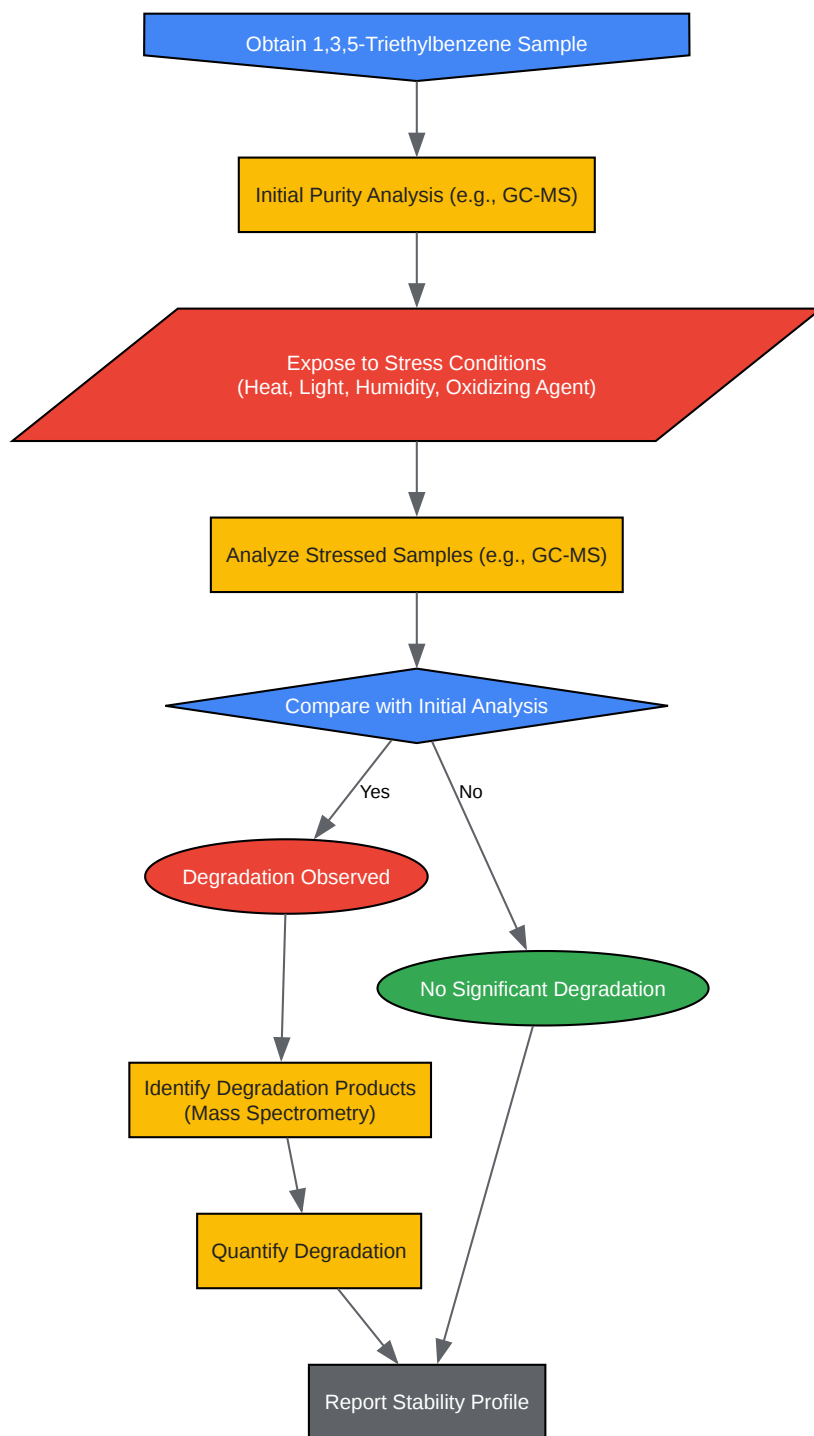 Obtain 1,3,5-Triethylbenzene Sample
Initial Purity Analysis (e.g., GC-MS)
Expose to Stress Conditions
(Heat, Light, Humidity, Oxidizing Agent)
Analyze Stressed Samples (e.g., GC-MS)
Compare with Initial Analysis
Yes
No
Degradation Observed
No Significant Degradation
Identify Degradation Products
(Mass Spectrometry)
Quantify Degradation
Report Stability Profile